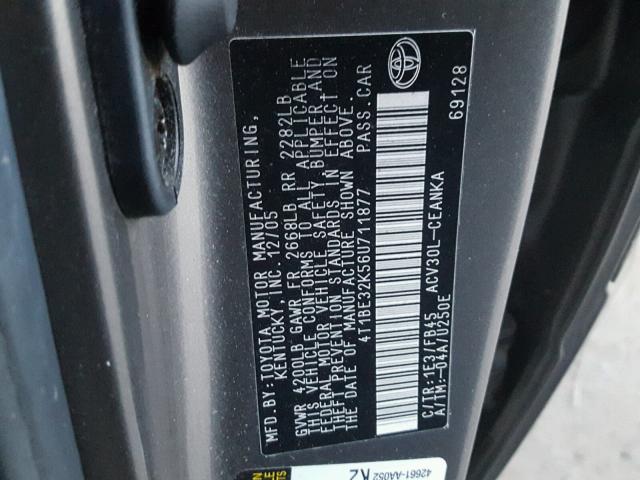 MFD.BY:TOYOTA MOTOR MANUFACTURING,
KENTUCKY, INC. 12/05
GVWR 4200LB GAWR FR 2668LB RR 2282LB
THIS VEHICLE CONFORMS TO ALL APPLICABLE
FEDERAL MOTOR VEHICLE SAFETY, BUMPER, AND
THEFT PREVENTION STANDARDS IN EFFECT ON
THE DATE OF MANUFACTURE SHOWN ABOVE.
4T1BE32K56U711877 PASS.CAR
C/TR:1E3/FB45 ACV30L-CEANKA
A/TM:-04A/U250E
69128
42661-AA052
KZ